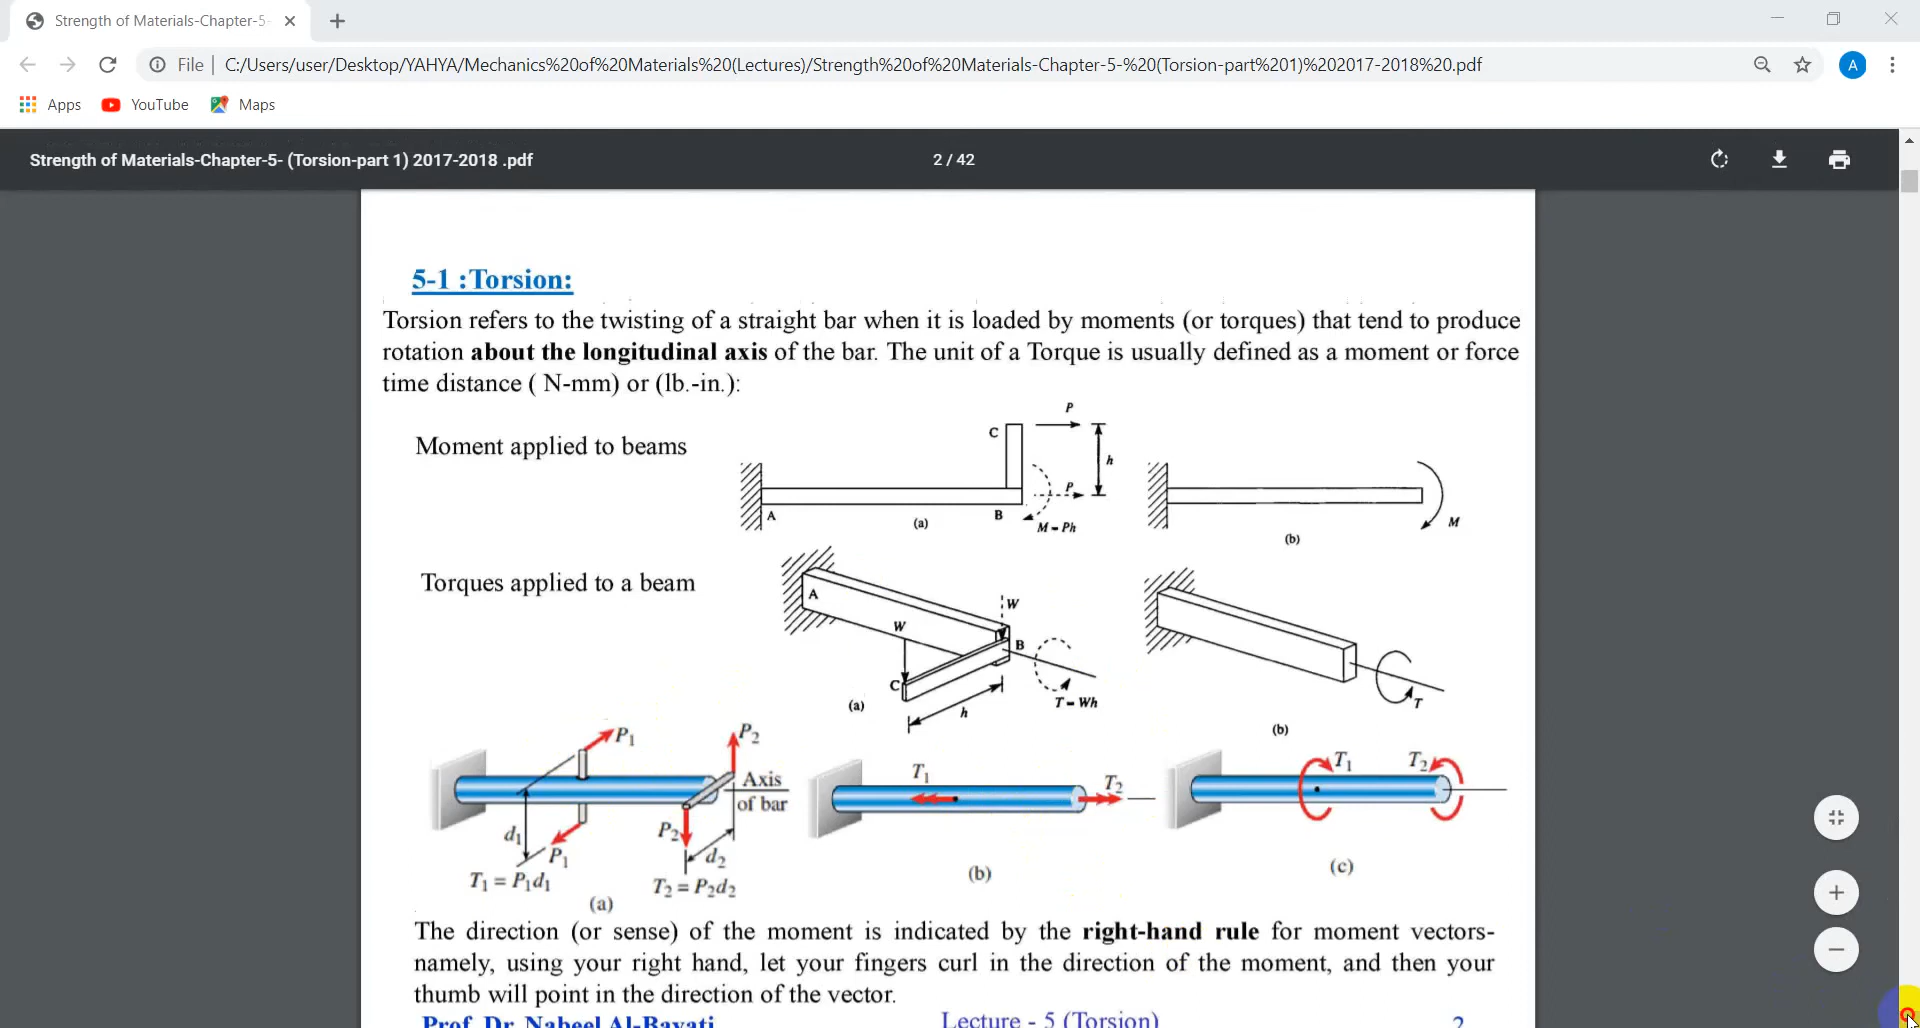 Strength of Materials-Chapter-5-
File | C:/Users/user/Desktop/YAHYA/Mechanics%20of%20Materials%20(Lectures)/Strength%20of%20Materials-Chapter-5-%20(Torsion-part%201)%202017-2018%20.pdf
A
Apps YouTube Maps
Strength of Materials-Chapter-5- (Torsion-part 1) 2017-2018 .pdf
2 / 42
5-1 :Torsion:
Torsion refers to the twisting of a straight bar when it is loaded by moments (or torques) that tend to produce
rotation about the longitudinal axis of the bar. The unit of a Torque is usually defined as a moment or force
time distance ( N-mm) or (lb.-in.):
Moment applied to beams
C P h
A B P
(a)
M = Ph
M
(b)
Torques applied to a beam
A W W B
C h
T = Wh
(a)
T
(b)
P1 P2
Axis
of bar
d1 P1 P2 d2
T1 = P1d1
T2 = P2d2
(a)
T1 T2
(b)
T1 T2
(c)
The direction (or sense) of the moment is indicated by the right-hand rule for moment vectors-
namely, using your right hand, let your fingers curl in the direction of the moment, and then your
thumb will point in the direction of the vector.
Prof. Dr. Nabeel Al-Bayati Lecture - 5 (Torsion) 2